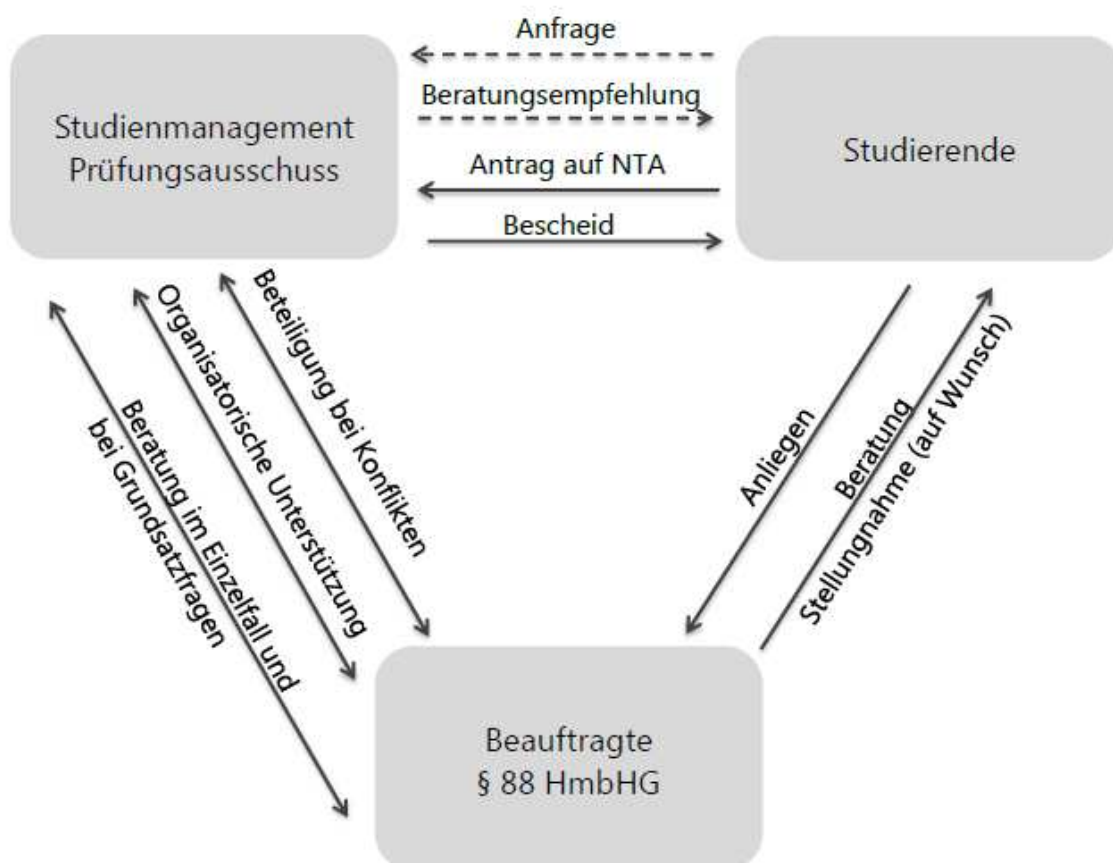 Anfrage
Beratungsempfehlung
Antrag auf NTA
Bescheid
Studienmanagement
Prüfungsausschuss
Studierende
Beteiligung bei Konflikten
Organisatorische Unterstützung
Beratung im Einzelfall und
bei Grundsatzfragen
Anliegen
Beratung
Stellungnahme (auf Wunsch)
Beauftragte
§ 88 HmbHG